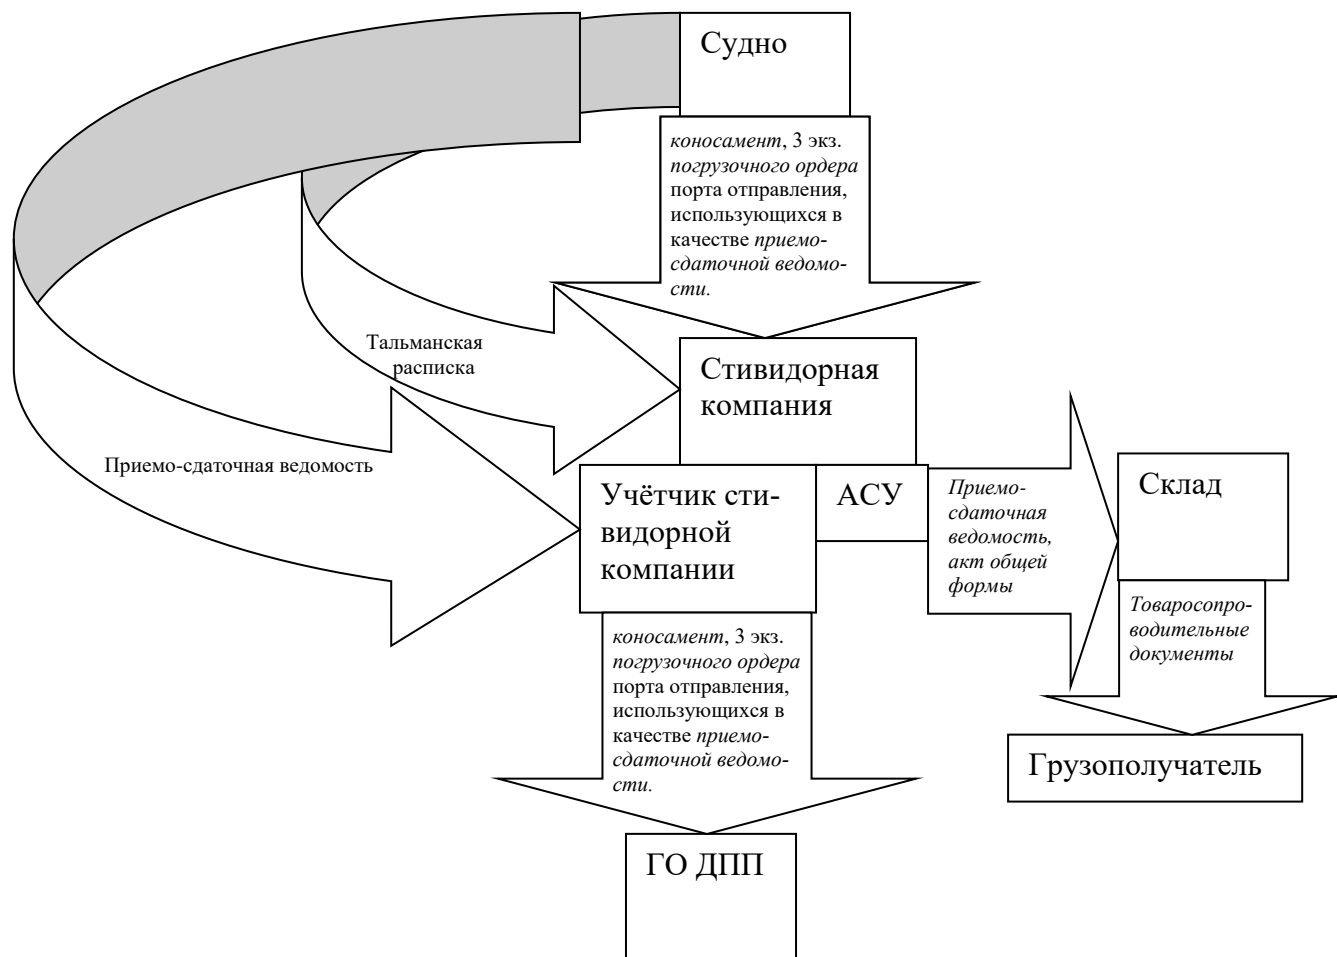 Судно
коносамент, 3 экз.
погрузочного ордера
порта отправления,
использующихся в
качестве приемо-
сдаточной ведомо-
сти.
Тальманская
расписка
Стивидорная
компания
Приемо-сдаточная ведомость
Учётчик сти-
видорной
компании
АСУ
Приемо-
сдаточная
ведомость,
акт общей
формы
Склад
Товаросопро-
водительные
документы
коносамент, 3 экз.
погрузочного ордера
порта отправления,
использующихся в
качестве приемо-
сдаточной ведомо-
сти.
Грузополучатель
ГО ДПП